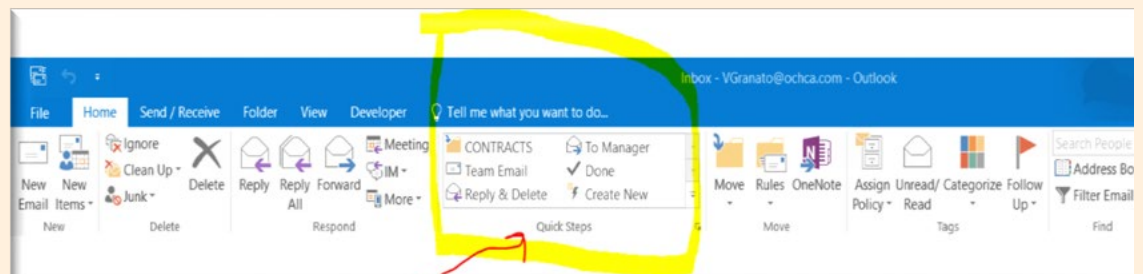 Inbox - VGranato@ochca.com - Outlook
File Home Send / Receive Folder View Developer Tell me what you want to do...
New Email
New Items
Ignore
Clean Up
Junk
Delete
Reply
Reply All
Forward
Meeting
IM
More
CONTRACTS
Team Email
Reply & Delete
To Manager
Done
Create New
Move
Rules
OneNote
Assign Policy
Unread/ Read
Categorize
Follow Up
Search People
Address Bo
Filter Email
New Delete Respond Quick Steps Move Tags Find